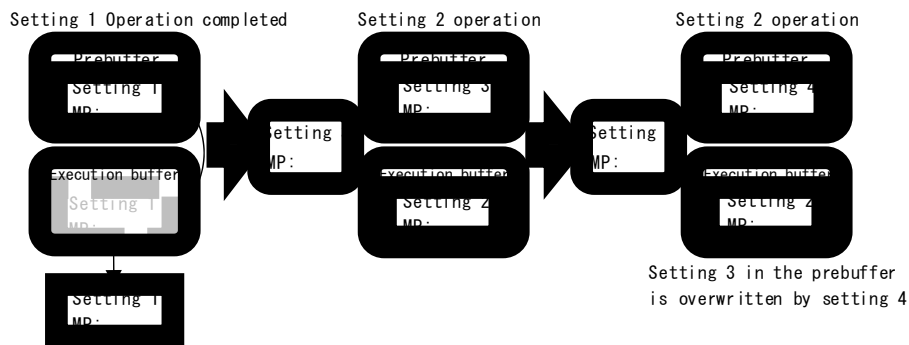 Setting 1 Operation completed
Prebuffer
Setting 1
MP:
Execution buffer
Setting 1
MP:
Setting 1
MP:
Setting
MP:
Setting 2 operation
Prebuffer
Setting 3
MP:
Execution buffer
Setting 2
MP:
Setting
MP:
Setting 2 operation
Prebuffer
Setting 4
MP:
Execution buffer
Setting 2
MP:
Setting 3 in the prebuffer
is overwritten by setting 4